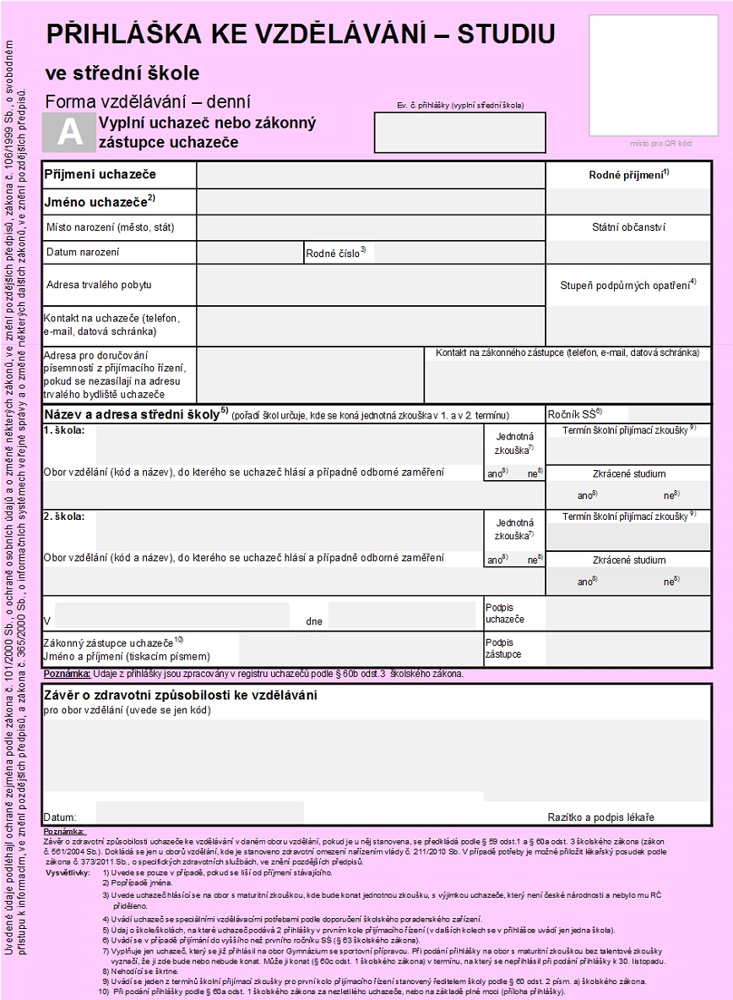 PŘIHLÁŠKA KE VZDĚLÁVÁNÍ – STUDIU
ve střední škole
Forma vzdělávání – denní
Ev. č. přihlášky (vyplní střední škola)
A
Vyplní uchazeč nebo zákonný
zástupce uchazeče
místo pro QR kód
Příjmení uchazeče
Rodné příjmení1)
Jméno uchazeče2)
Místo narození (město, stát)
Státní občanství
Datum narození
Rodné číslo3)
Adresa trvalého pobytu
Stupeň podpůrných opatření4)
Kontakt na uchazeče (telefon,
e-mail, datová schránka)
Adresa pro doručování
písemností z přijímacího řízení,
pokud se nezasílají na adresu
trvalého bydliště uchazeče
Kontakt na zákonného zástupce (telefon, e-mail, datová schránka)
Název a adresa střední školy5) (pořadí škol určuje, kde se koná jednotná zkouška v 1. a v 2. termínu)
Ročník SŠ6)
1. škola:
Jednotná
zkouška7)
Termín školní přijímací zkoušky 9)
Obor vzdělání (kód a název), do kterého se uchazeč hlásí a případně odborné zaměření
ano8) ne8)
Zkrácené studium
ano8) ne8)
2. škola:
Jednotná
zkouška7)
Termín školní přijímací zkoušky 9)
Obor vzdělání (kód a název), do kterého se uchazeč hlásí a případně odborné zaměření
ano8) ne8)
Zkrácené studium
ano8) ne8)
V
dne
Podpis
uchazeče
Zákonný zástupce uchazeče10)
Jméno a příjmení (tiskacím písmem)
Podpis
zástupce
Poznámka: Údaje z přihlášky jsou zpracovány v registru uchazečů podle § 60b odst.3 školského zákona.
Závěr o zdravotní způsobilosti ke vzdělávání
pro obor vzdělání (uvede se jen kód)
Datum:
Razítko a podpis lékaře
Poznámka:
Závěr o zdravotní způsobilosti uchazeče ke vzdělávání v daném oboru vzdělání, pokud je u něj stanovena, se předkládá podle § 59 odst.1 a § 60a odst. 3 školského zákona (zákon
č. 561/2004 Sb.). Dokládá se jen u oborů vzdělání, kde je stanoveno zdravotní omezení nařízením vlády č. 211/2010 Sb. V případě potřeby je možné přiložit lékařský posudek podle
zákona č. 373/2011 Sb., o specifických zdravotních službách, ve znění pozdějších předpisů.
Vysvětlivky: 1) Uvede se pouze v případě, pokud se liší od příjmení stávajícího.
2) Popřípadě jména.
3) Uvede uchazeč hlásící se na obor s maturitní zkouškou, kde bude konat jednotnou zkoušku, s výjimkou uchazeče, který není české národnosti a nebylo mu RČ
přiděleno.
4) Uvádí uchazeč se speciálními vzdělávacími potřebami podle doporučení školského poradenského zařízení.
5) Údaj o škole/školách, na které uchazeč podává 2 přihlášky v prvním kole přijímacího řízení (v dalších kolech se v přihlášce uvádí jen jedna škola).
6) Uvádí se v případě přijímání do vyššího než prvního ročníku SŠ (§ 63 školského zákona).
7) Vyplňuje jen uchazeč, který se již přihlásil na obor Gymnázium se sportovní přípravou. Při podání přihlášky na obor s maturitní zkouškou bez talentové zkoušky
vyznačí, že ji zde bude nebo nebude konat. Může ji konat (§ 60c odst. 1 školského zákona) v termínu, na který se nepřihlásil při podání přihlášky k 30. listopadu.
8) Nehodící se škrtne.
9) Uvádí se jeden z termínů školní přijímací zkoušky pro první kolo přijímacího řízení stanovený ředitelem školy podle § 60 odst. 2 písm. a) školského zákona.
10) Při podání přihlášky podle § 60a odst. 1 školského zákona za nezletilého uchazeče, nebo na základě plné moci (příloha přihlášky).
Uvedené údaje podléhají ochraně zejména podle zákona č. 101/2000 Sb., o ochraně osobních údajů a o změně některých zákonů, ve znění pozdějších předpisů, zákona č. 106/1999 Sb., o svobodném
přístupu k informacím, ve znění pozdějších předpisů, a zákona č. 365/2000 Sb., o informačních systémech veřejné správy a o změně některých dalších zákonů, ve znění pozdějších předpisů.